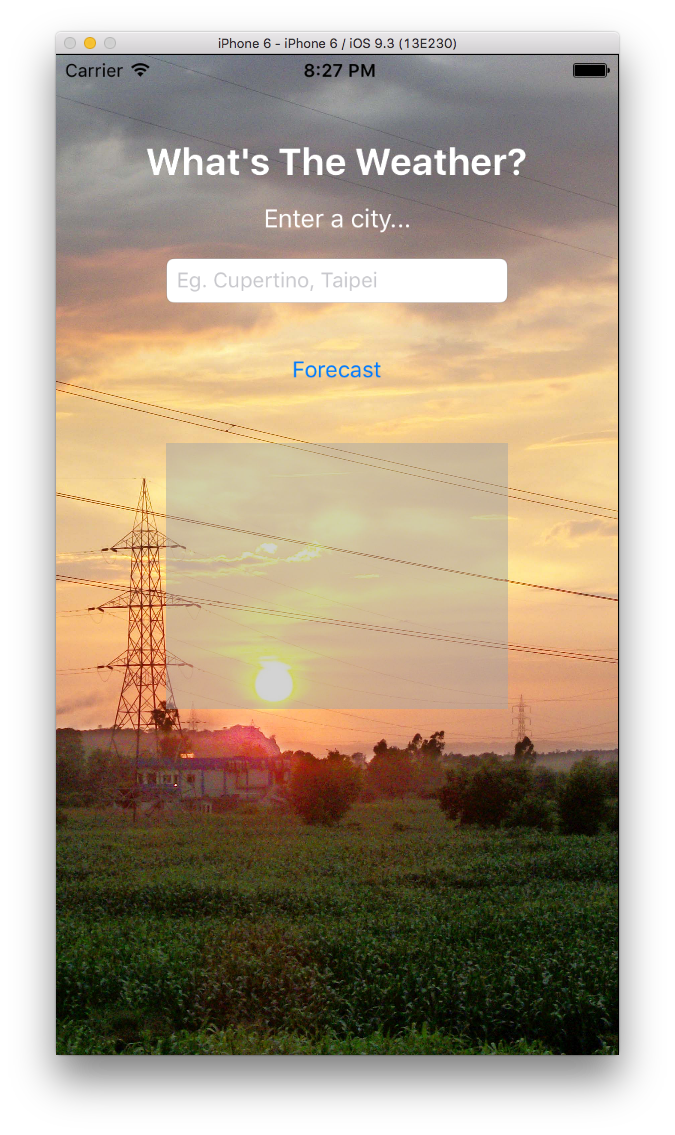 iPhone 6 - iPhone 6 / iOS 9.3 (13E230)
Carrier 8:27 PM
What's The Weather?
Enter a city...
Eg. Cupertino, Taipei
Forecast